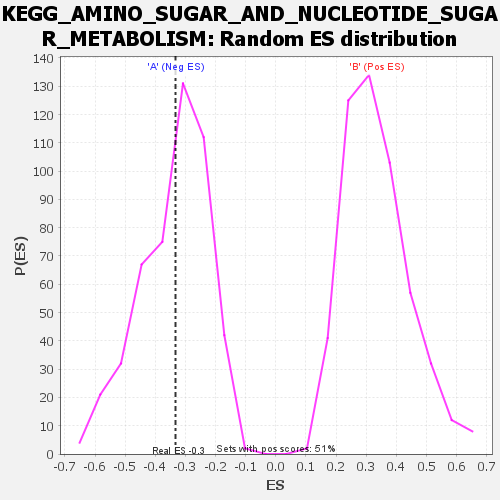 KEGG_AMINO_SUGAR_AND_NUCLEOTIDE_SUGA
R_METABOLISM: Random ES distribution
'A' (Neg ES)
'B' (Pos ES)
140
130
120
110
100
90
80
70
60
50
40
30
20
10
0
P(ES)
Real ES -0.3
Sets with pos scores: 51%
-0.7 -0.6 -0.5 -0.4 -0.3 -0.2 -0.1 0.0 0.1 0.2 0.3 0.4 0.5 0.6 0.7
ES